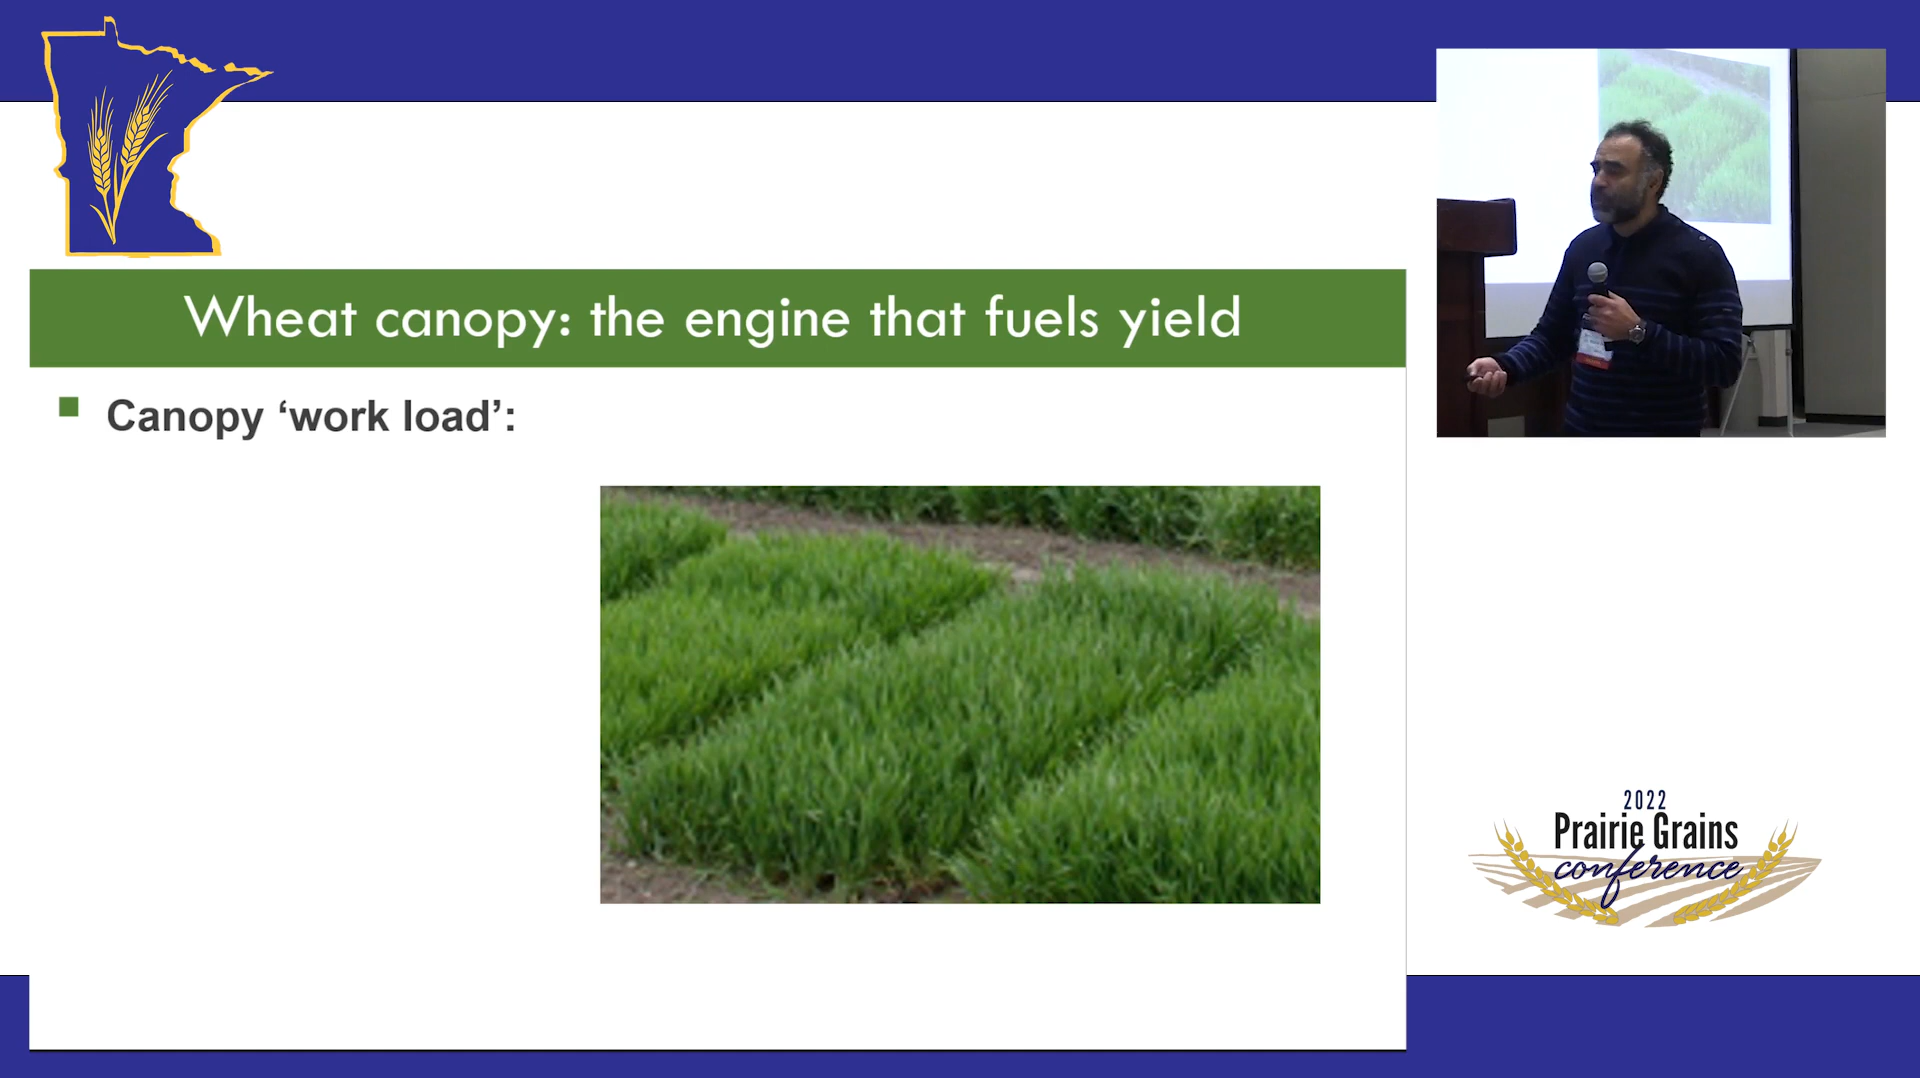 Wheat canopy: the engine that fuels yield
Canopy ‘work load’:
2022
Prairie Grains
conference